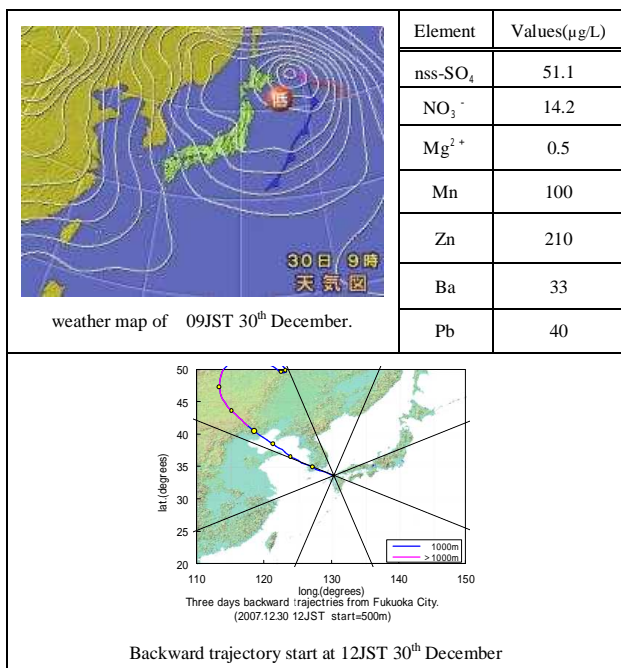 低
30日 9時
天気図
weather map of 09JST 30th December.
Element Values(μg/L)
nss-SO4 51.1
NO3 - 14.2
Mg2 + 0.5
Mn 100
Zn 210
Ba 33
Pb 40
50
45
40
35
30
25
20
lat.(degrees)
110 120 130 140 150
1000m
>1000m
long.(degrees)
Three days backward trajectories from Fukuoka City.
(2007.12.30 12JST start=500m)
Backward trajectory start at 12JST 30th December